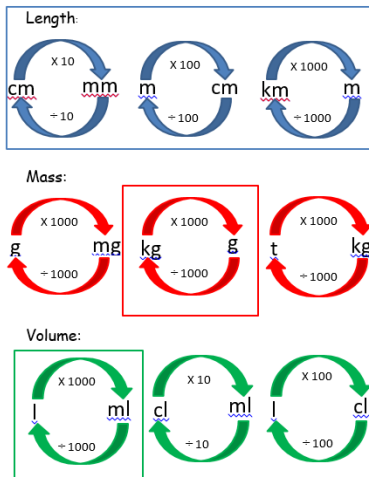 Length:
X 10 X 100 X 1000
cm mm m cm km m
÷ 10 ÷ 100 ÷ 1000
Mass:
X 1000 X 1000 X 1000
g mg kg g t kg
÷ 1000 ÷ 1000 ÷ 1000
Volume:
X 1000 X 10 X 100
l ml cl ml l cl
÷ 1000 ÷ 10 ÷ 100